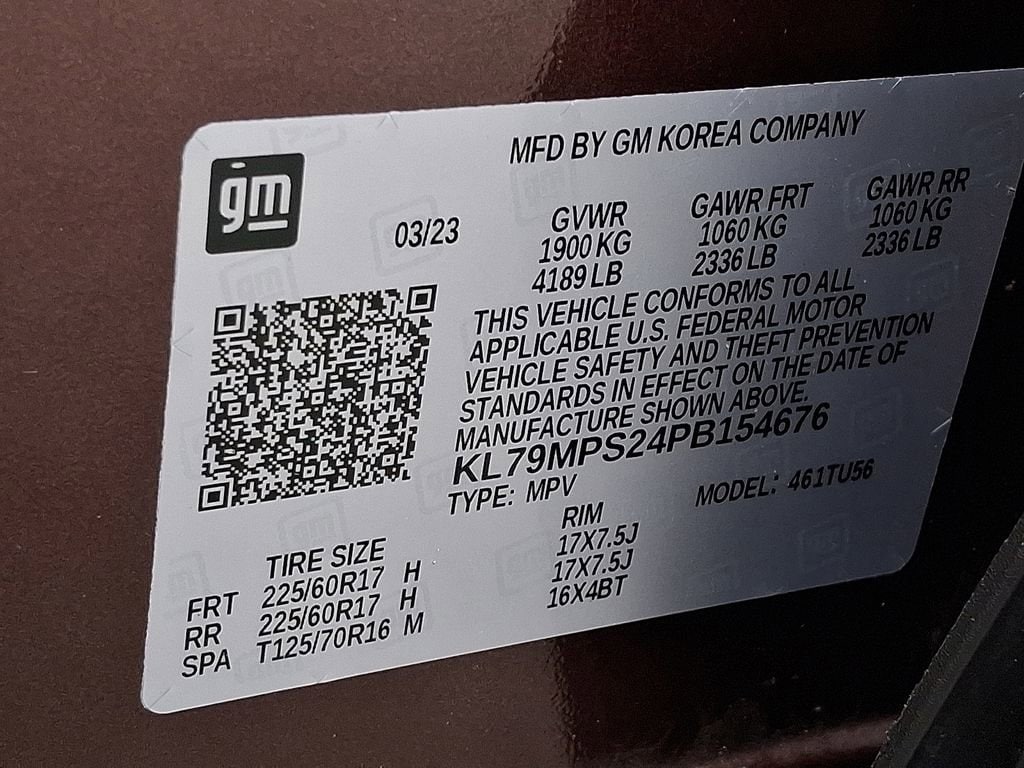 gm
MFD BY GM KOREA COMPANY
03/23
GVWR
1900 KG
4189 LB
GAWR FRT
1060 KG
2336 LB
GAWR RR
1060 KG
2336 LB
THIS VEHICLE CONFORMS TO ALL
APPLICABLE U.S. FEDERAL MOTOR
VEHICLE SAFETY AND THEFT PREVENTION
STANDARDS IN EFFECT ON THE DATE OF
MANUFACTURE SHOWN ABOVE.
KL79MPS24PB154676
TYPE: MPV
MODEL: 461TU56
TIRE SIZE
RIM
FRT 225/60R17 H 17X7.5J
RR 225/60R17 H 17X7.5J
SPA T125/70R16 M 16X4BT